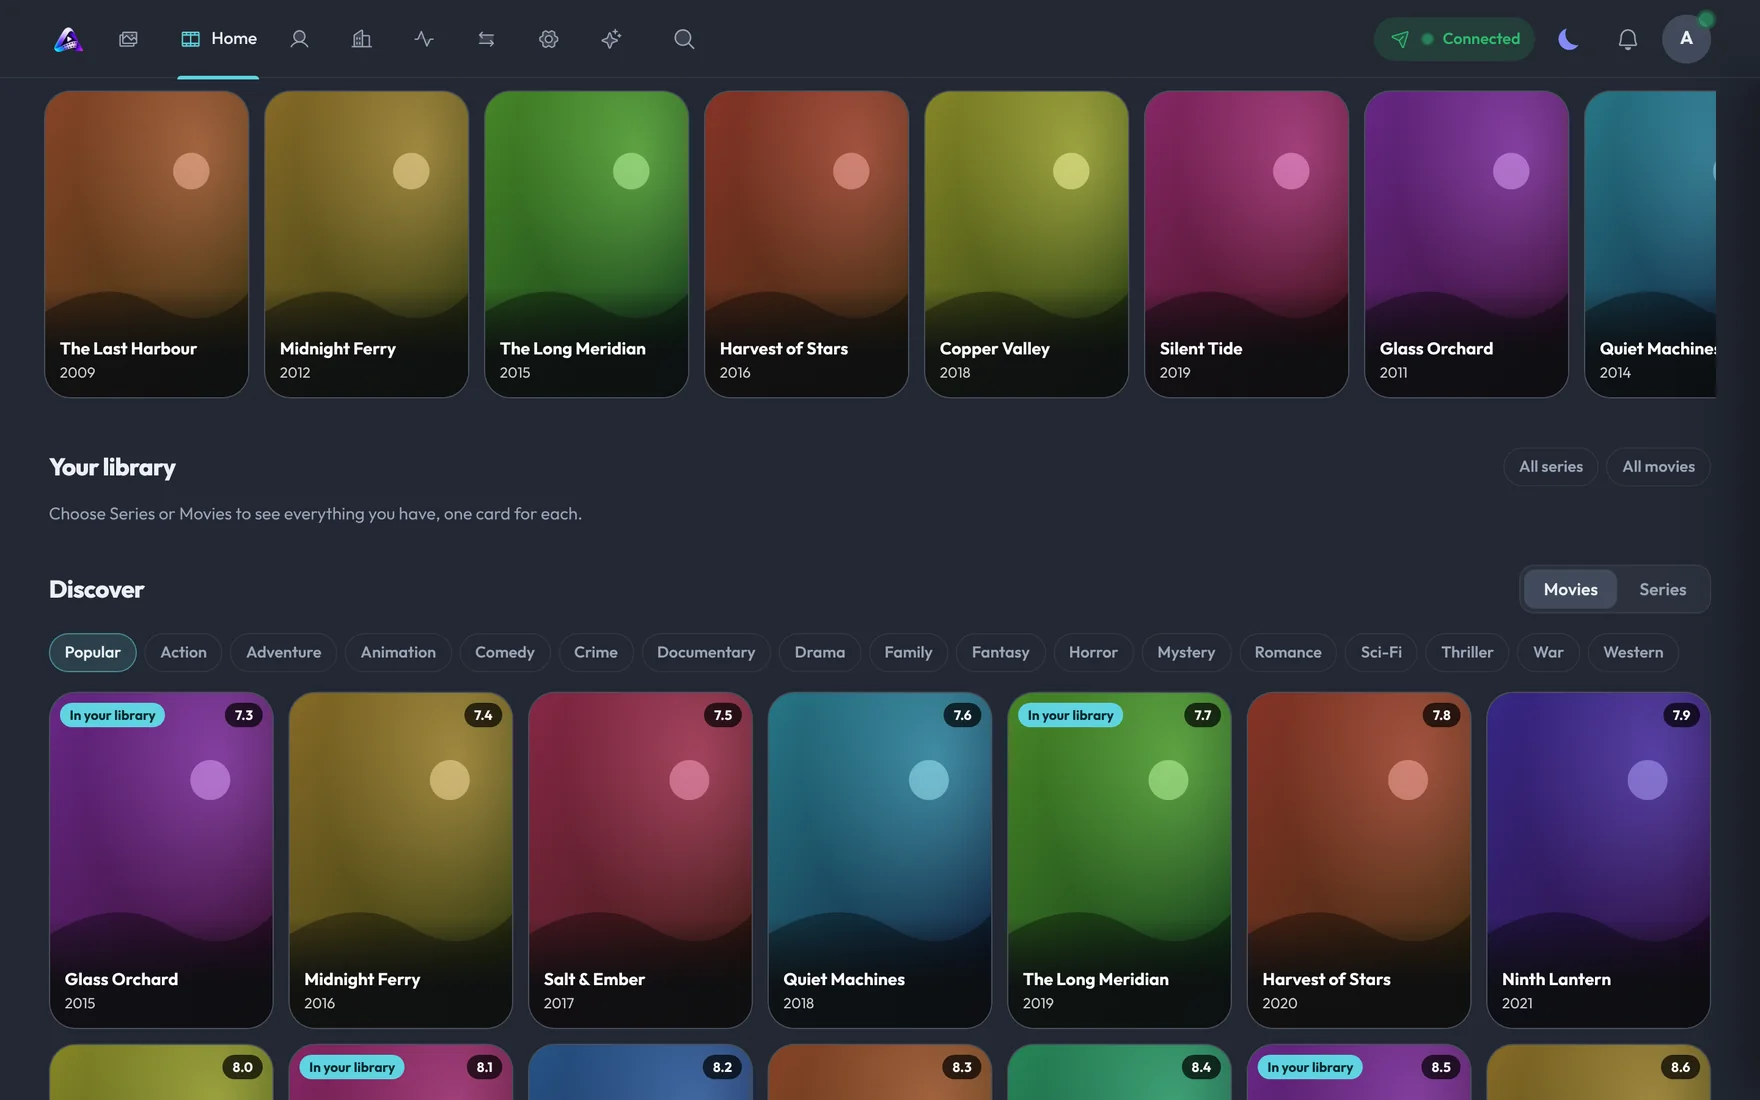 Home
Connected
A
The Last Harbour
2009
Midnight Ferry
2012
The Long Meridian
2015
Harvest of Stars
2016
Copper Valley
2018
Silent Tide
2019
Glass Orchard
2011
Quiet Machines
2014
Your library
All series
All movies
Choose Series or Movies to see everything you have, one card for each.
Discover
Movies
Series
Popular
Action
Adventure
Animation
Comedy
Crime
Documentary
Drama
Family
Fantasy
Horror
Mystery
Romance
Sci-Fi
Thriller
War
Western
In your library
7.3
Glass Orchard
2015
7.4
Midnight Ferry
2016
7.5
Salt & Ember
2017
7.6
Quiet Machines
2018
In your library
7.7
The Long Meridian
2019
7.8
Harvest of Stars
2020
7.9
Ninth Lantern
2021
8.0
In your library
8.1
8.2
8.3
8.4
In your library
8.5
8.6